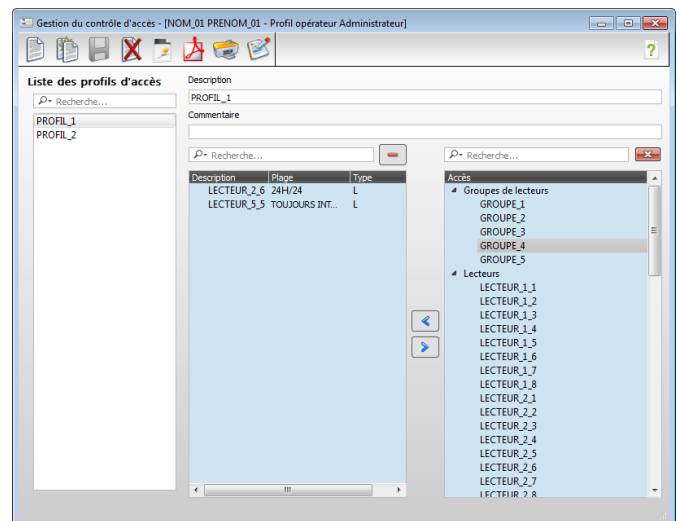 Gestion du contrôle d'accès - [NOM_01 PRENOM_01 - Profil opérateur Administrateur]
Liste des profils d'accès
Recherche...
PROFIL_1
PROFIL_2
Description
PROFIL_1
Commentaire
Recherche...
Description Plage Type
LECTEUR_2_6 24H/24 L
LECTEUR_5_5 TOUJOURS INT... L
Recherche...
Accès
Groupes de lecteurs
GROUPE_1
GROUPE_2
GROUPE_3
GROUPE_4
GROUPE_5
Lecteurs
LECTEUR_1_1
LECTEUR_1_2
LECTEUR_1_3
LECTEUR_1_4
LECTEUR_1_5
LECTEUR_1_6
LECTEUR_1_7
LECTEUR_1_8
LECTEUR_2_1
LECTEUR_2_2
LECTEUR_2_3
LECTEUR_2_4
LECTEUR_2_5
LECTEUR_2_6
LECTEUR_2_7
LECTEUR_2_8